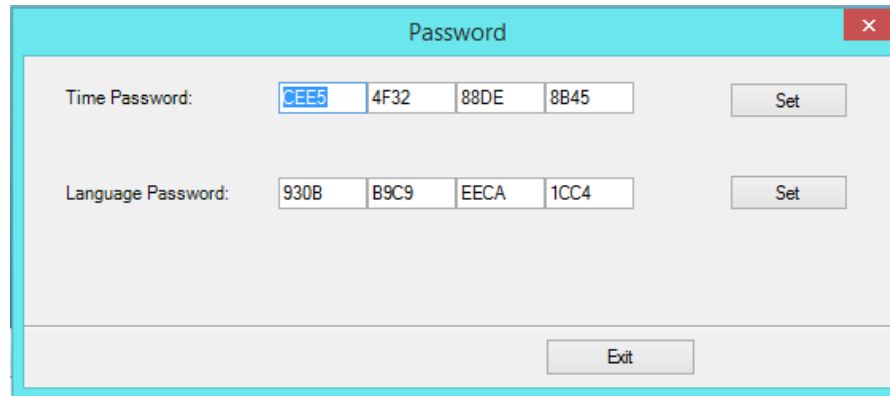 Password
Time Password: CEE5 4F32 88DE 8B45 Set
Language Password: 930B B9C9 EECA 1CC4 Set
Exit